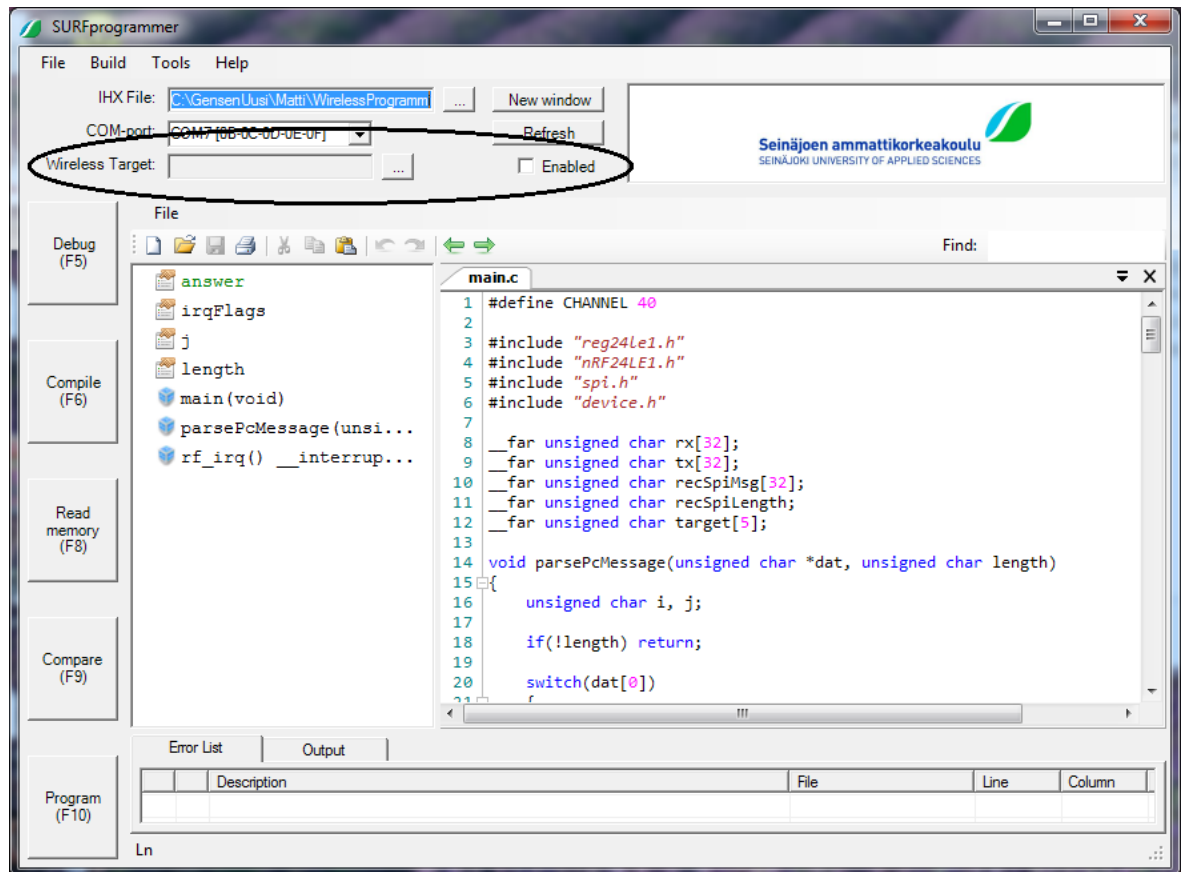 SURFprogrammer
File Build Tools Help
IHX File: C:\GensenUusi\Matti\WirelessProgrammi ... New window
COM-port: COM7 [0B-0C-0D-0E-0F] Refresh
Wireless Target: ... Enabled
Seinäjoen ammattikorkeakoulu
SEINÄJOKI UNIVERSITY OF APPLIED SCIENCES
Debug
(F5)
Compile
(F6)
Read
memory
(F8)
Compare
(F9)
Program
(F10)
File
Find:
answer
irqFlags
j
length
main(void)
parsePcMessage(unsi...
rf_irq() __interrup...
main.c
1 #define CHANNEL 40
2
3 #include "reg24le1.h"
4 #include "nRF24LE1.h"
5 #include "spi.h"
6 #include "device.h"
7
8 __far unsigned char rx[32];
9 __far unsigned char tx[32];
10 __far unsigned char recSpiMsg[32];
11 __far unsigned char recSpiLength;
12 __far unsigned char target[5];
13
14 void parsePcMessage(unsigned char *dat, unsigned char length)
15 {
16 unsigned char i, j;
17
18 if(!length) return;
19
20 switch(dat[0])
21 {
Error List Output
Description File Line Column
Ln